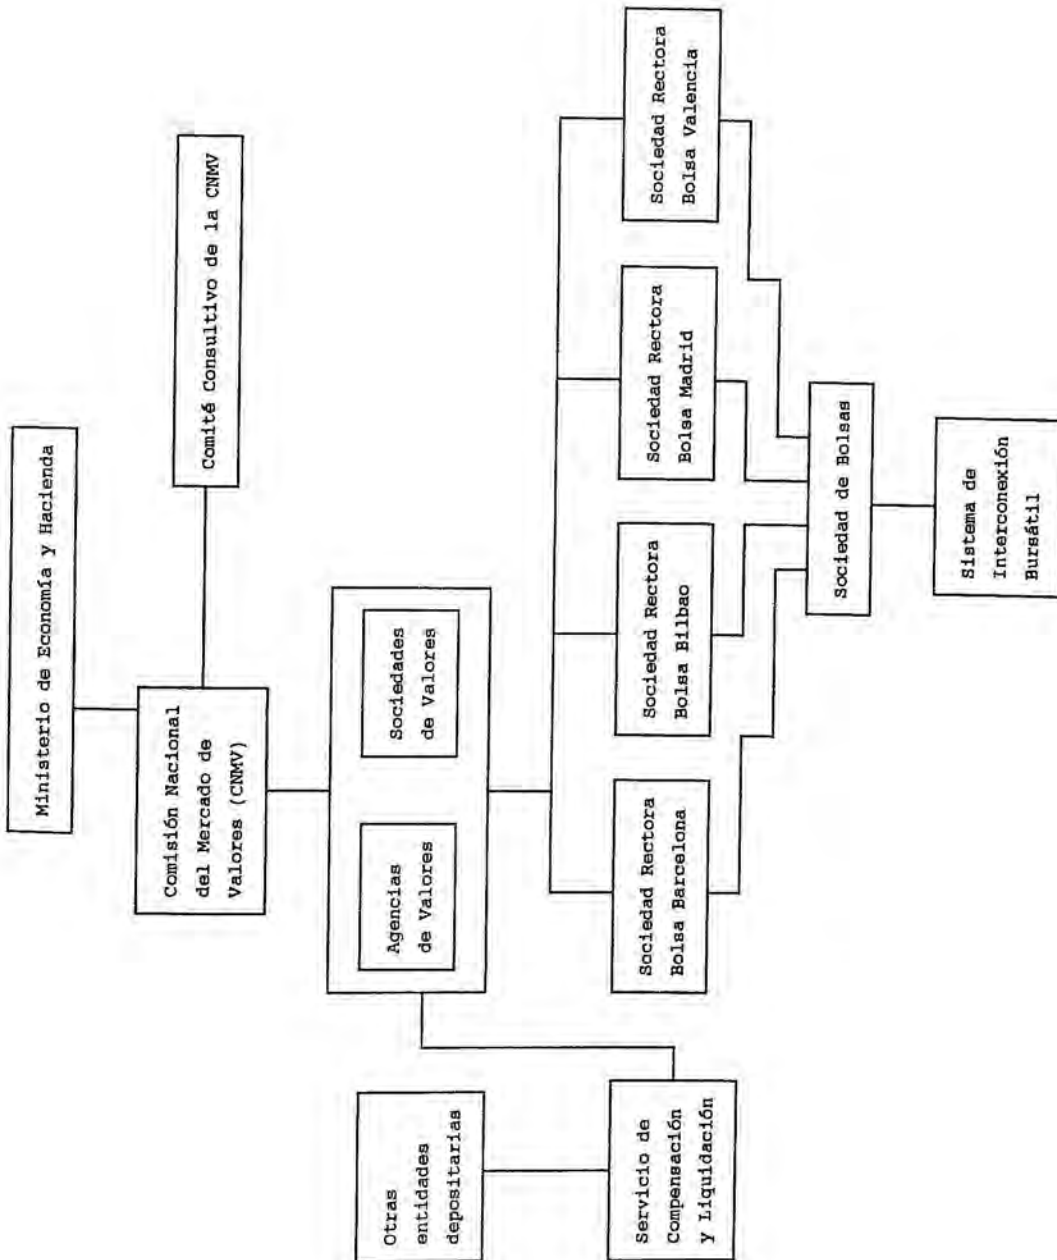 Ministerio de Economía y Hacienda
Comisión Nacional
del Mercado de
Valores (CNMV)
Comité Consultivo de la CNMV
Agencias
de Valores
Sociedades
de Valores
Otras
entidades
depositarias
Servicio de
Compensación
y Liquidación
Sociedad Rectora
Bolsa Barcelona
Sociedad Rectora
Bolsa Bilbao
Sociedad Rectora
Bolsa Madrid
Sociedad Rectora
Bolsa Valencia
Sociedad de Bolsas
Sistema de
Interconexión
Bursátil